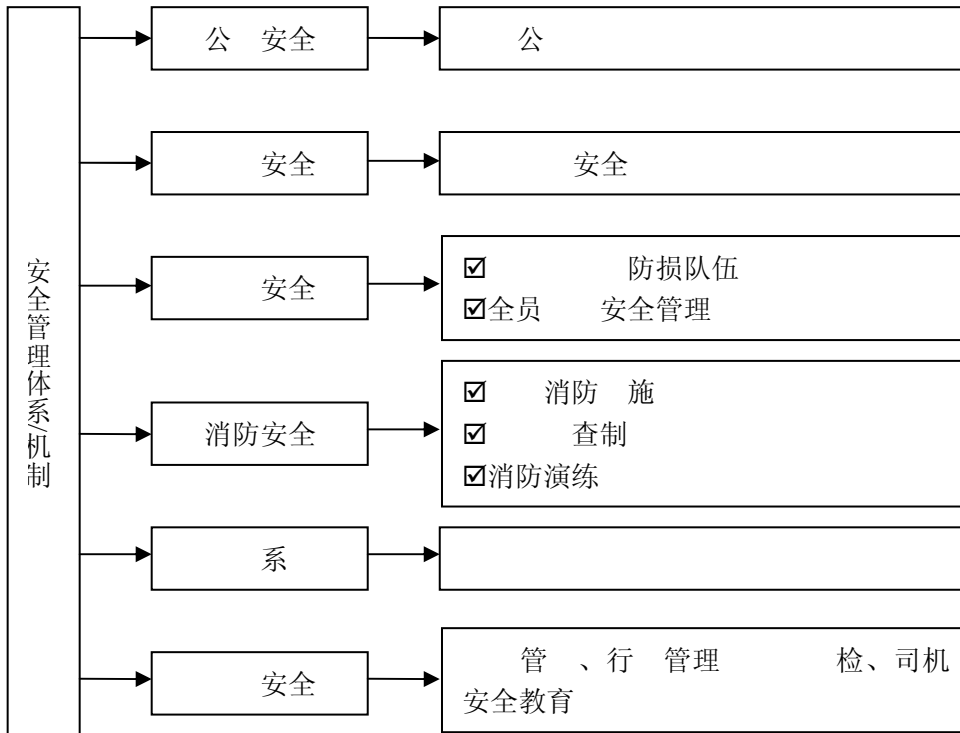 安全管理体系/机制
公 安全
公
安全
安全
安全
☑ 防损队伍
☑全员 安全管理
消防安全
☑ 消防 施
☑ 查制
☑消防演练
系
安全
管 、行 管理 检、司机
安全教育